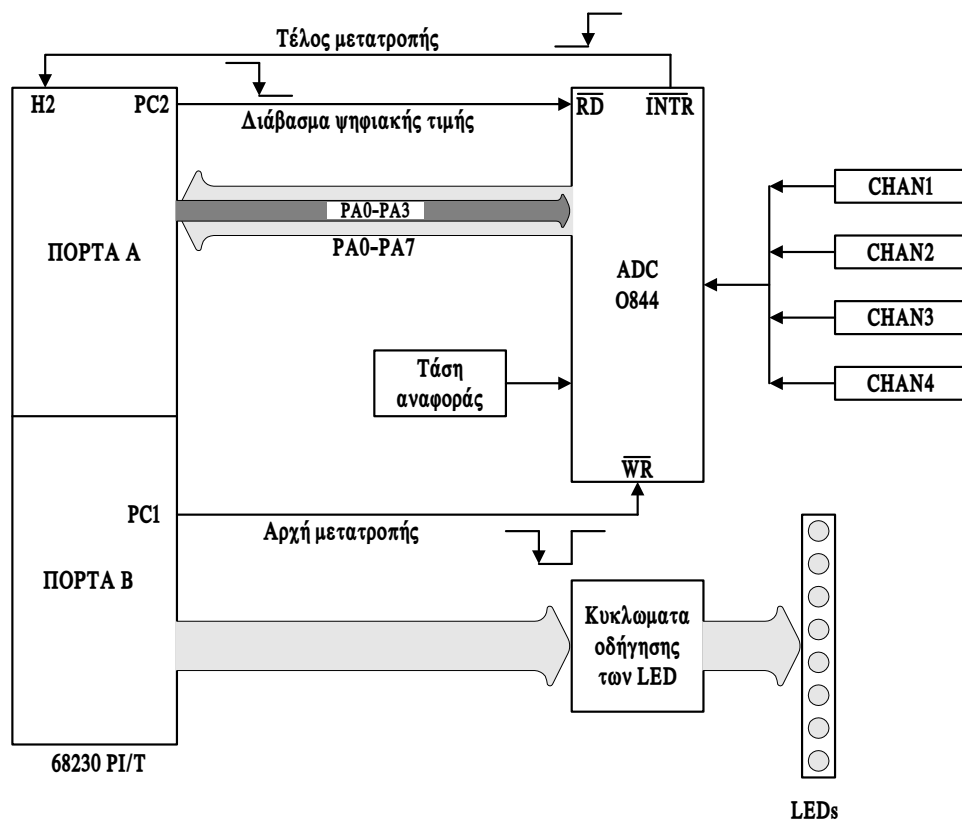 Τέλος μετατροπής
H2
PC2
RD
INTR
Διάβασμα ψηφιακής τιμής
CHAN1
PA0-PA3
ΠΟΡΤΑ Α
PA0-PA7
CHAN2
ADC
O844
CHAN3
Τάση
αναφοράς
CHAN4
WR
PC1
Αρχή μετατροπής
ΠΟΡΤΑ Β
Κυκλωματα
οδήγησης
των LED
68230 PI/T
LEDs